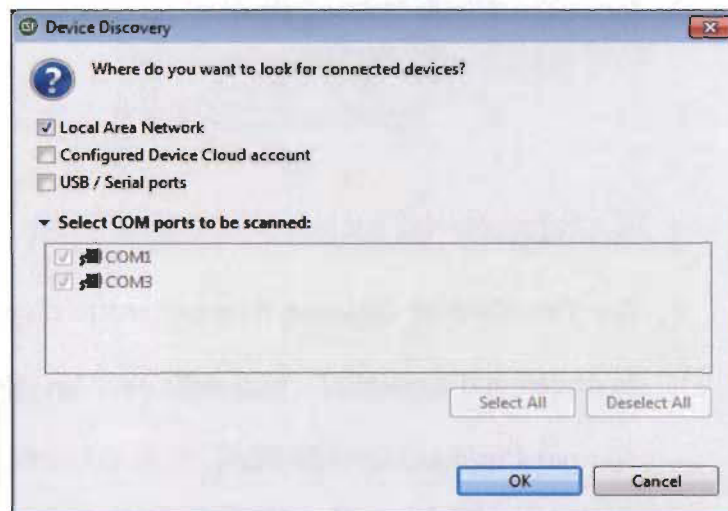 CSF Device Discovery
Where do you want to look for connected devices?
Local Area Network
Configured Device Cloud account
USB / Serial ports
Select COM ports to be scanned:
COM1
COM3
Select All Deselect All
OK Cancel